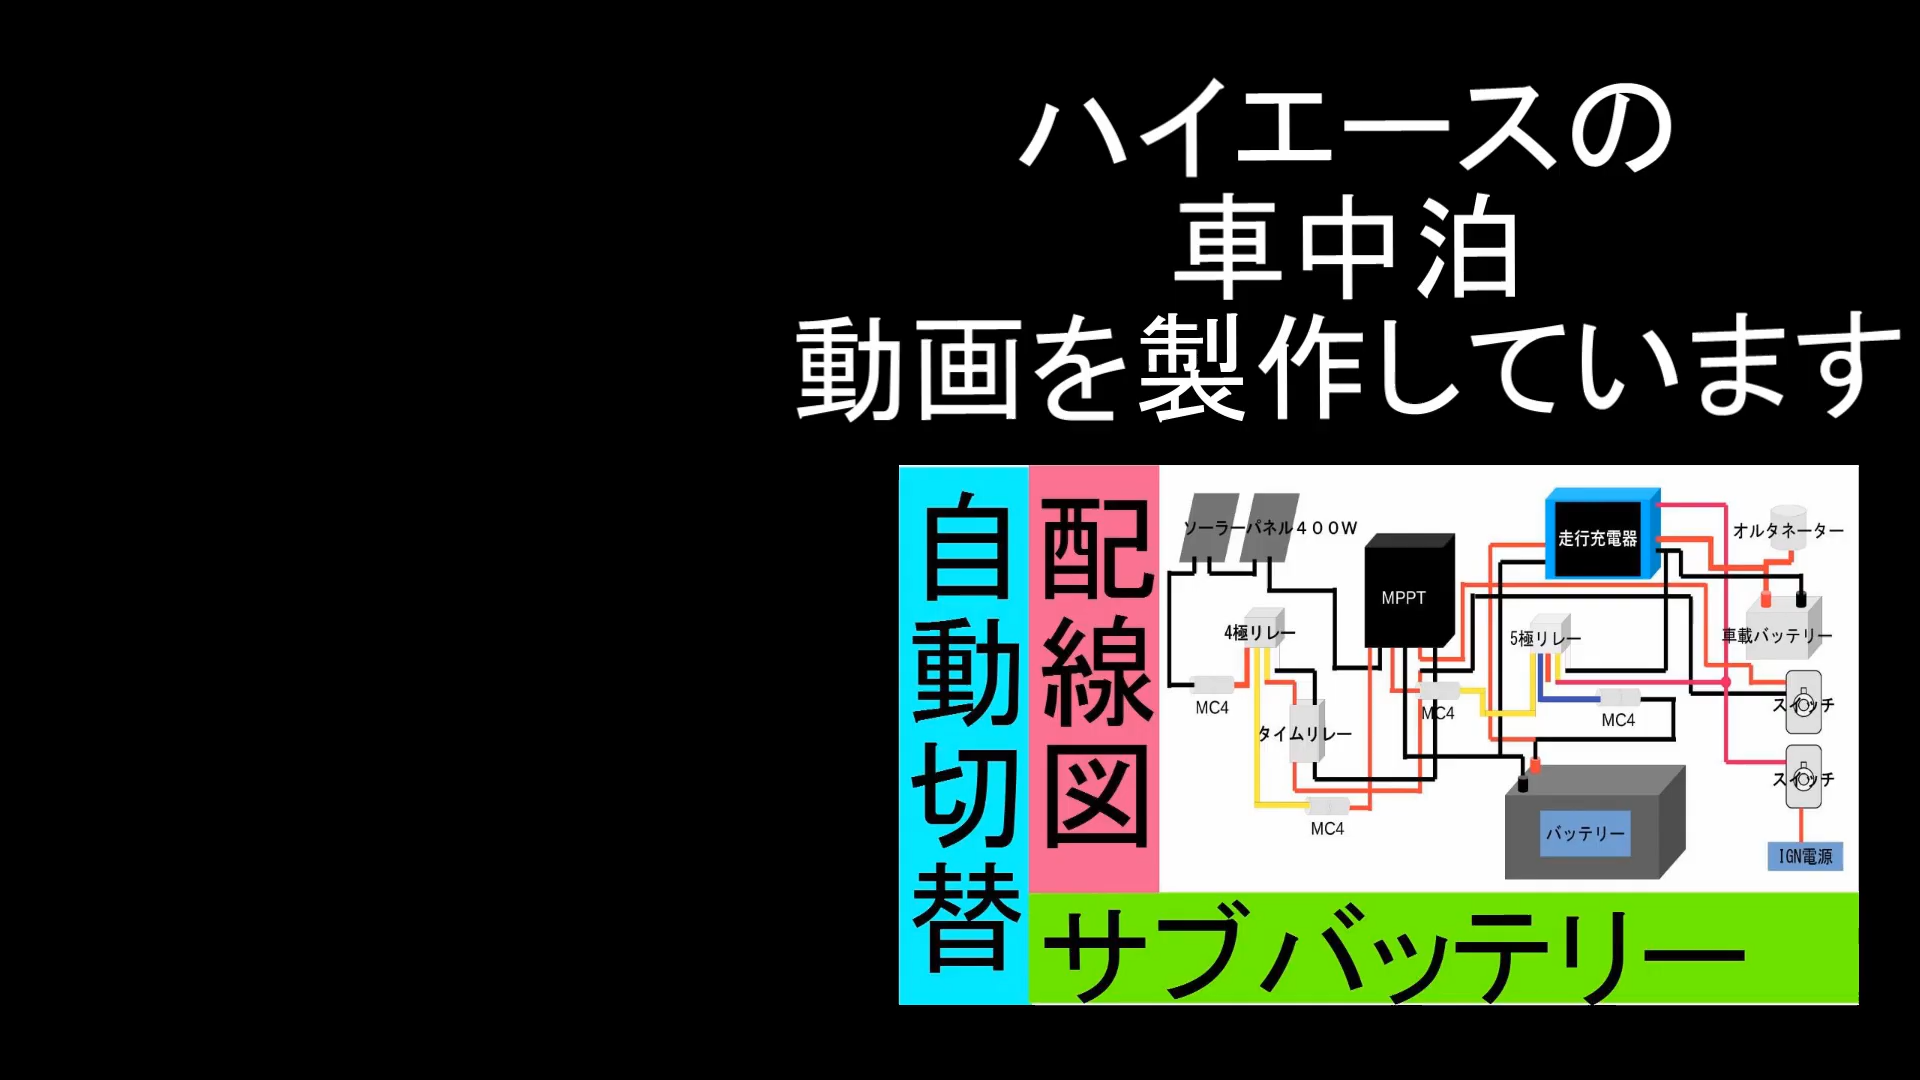 ハイエースの
車中泊
動画を製作しています
自動切替
配線図
ソーラーパネル４００W
走行充電器
オルタネーター
MPPT
4極リレー
5極リレー
車載バッテリー
MC4
MC4
MC4
スイッチ
タイムリレー
スイッチ
MC4
バッテリー
IGN電源
サブバッテリー